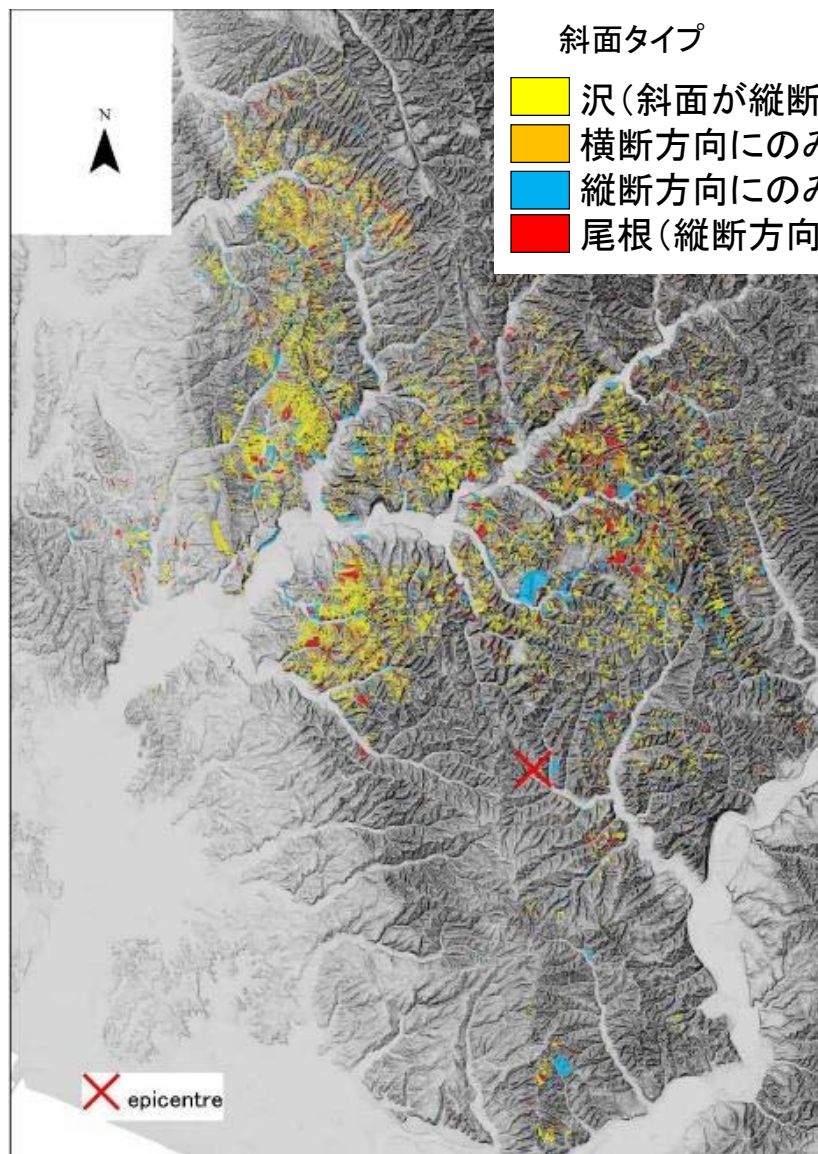 斜面タイプ
N
沢(斜面が縦断
横断方向にのみ
縦断方向にのみ
尾根(縦断方向
epicentre